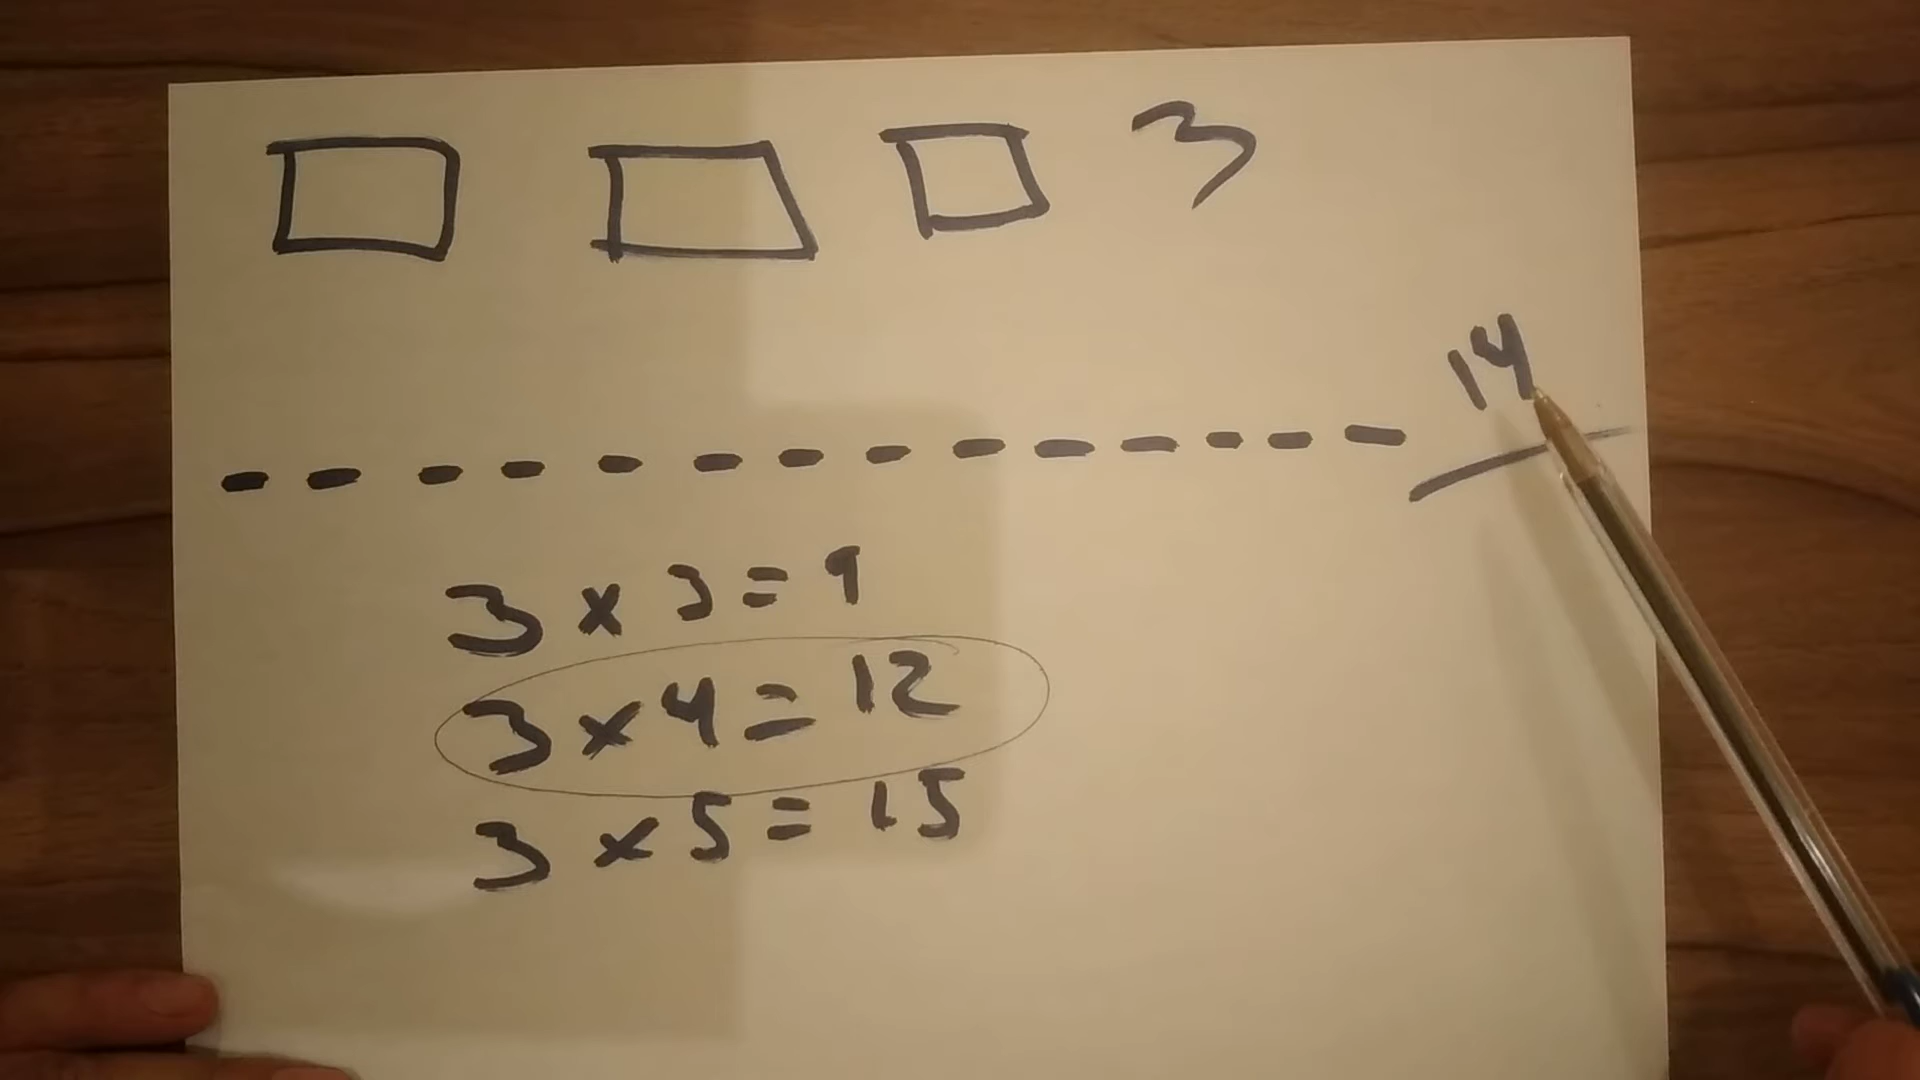 3
14
3 x 3 = 9
3 x 4 = 12
3 x 5 = 15